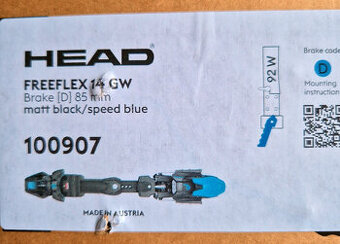 HEAD
FREEFLEX 14 GW
Brake [D] 85 mm
matt black/speed blue
100907
MADE IN AUSTRIA
92 W
Brake code
D
Mounting
instruction